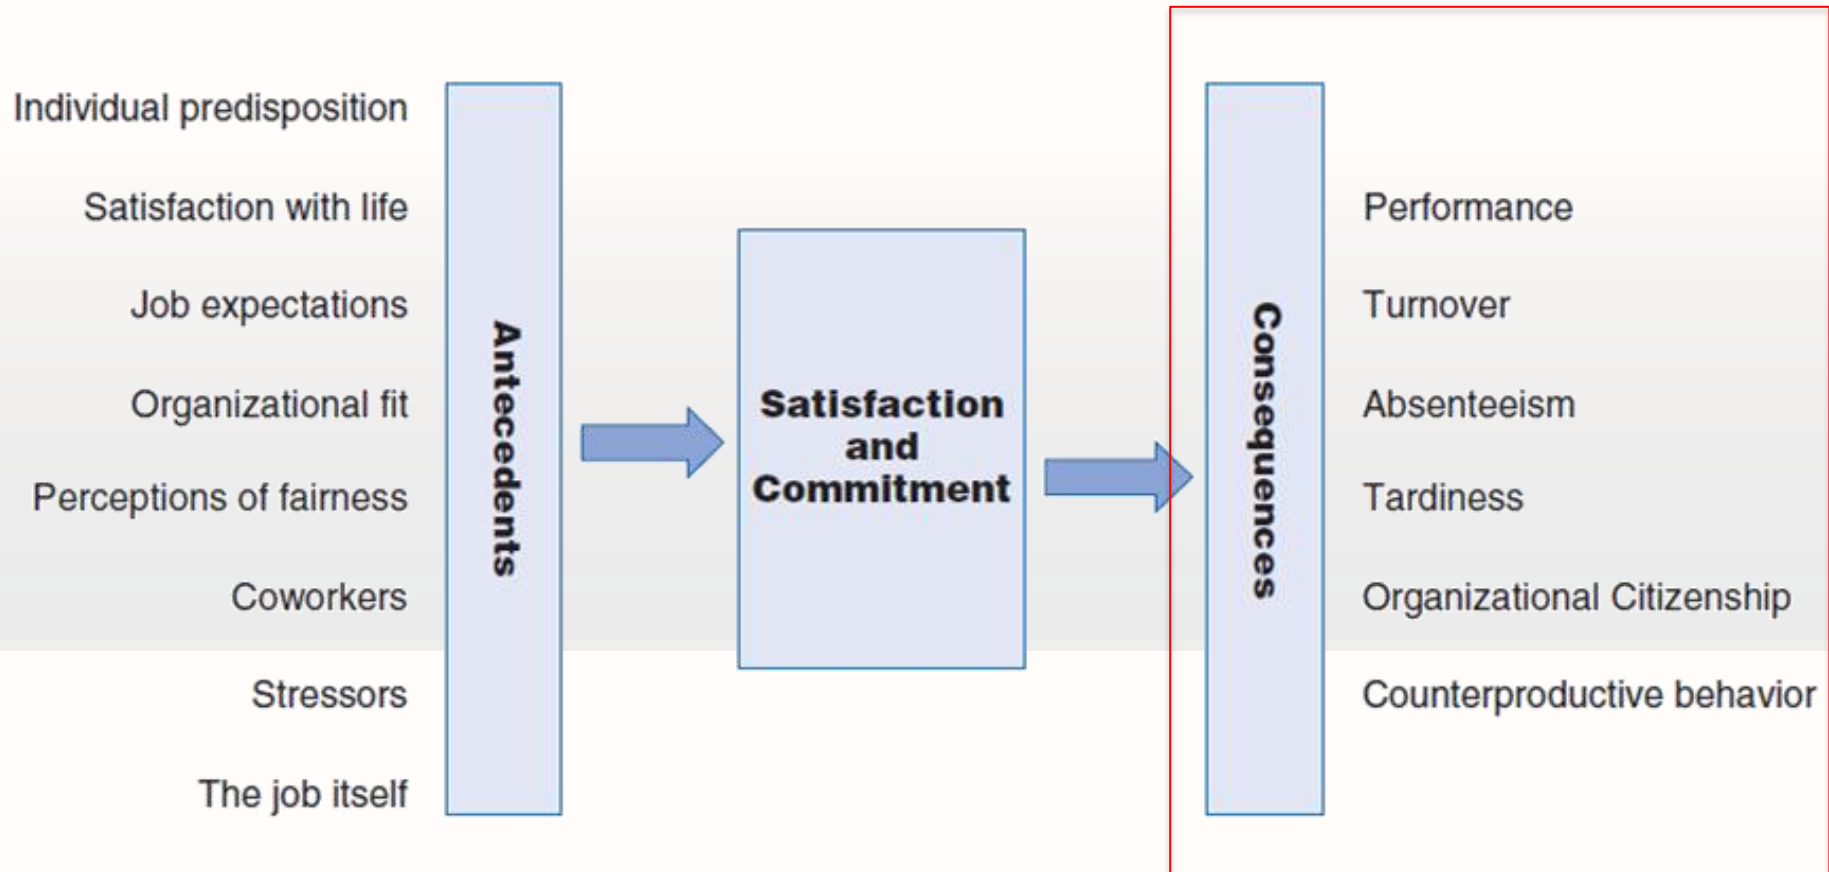 Individual predisposition
Satisfaction with life
Job expectations
Organizational fit
Perceptions of fairness
Coworkers
Stressors
The job itself
Antecedents
Satisfaction
and
Commitment
Consequences
Performance
Turnover
Absenteeism
Tardiness
Organizational Citizenship
Counterproductive behavior